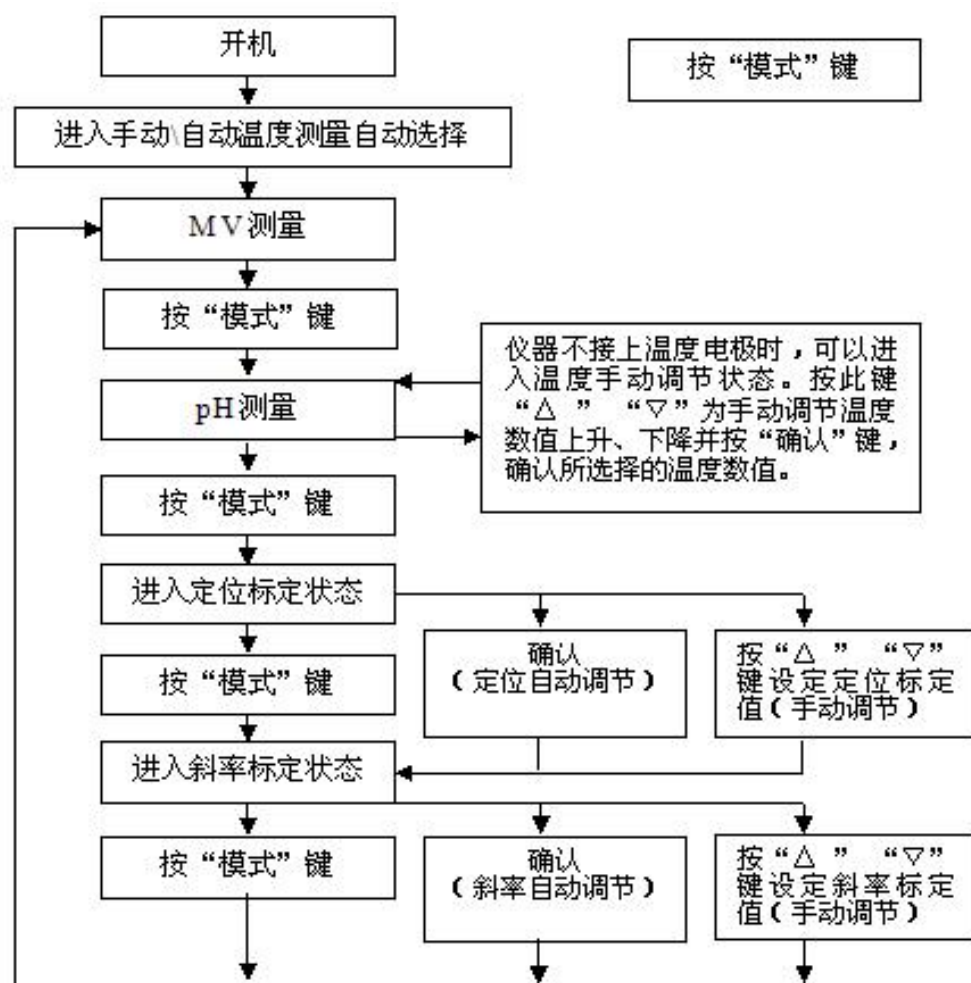 开机
按“模式”键
进入手动\自动温度测量自动选择
MV测量
按“模式”键
仪器不接上温度电极时，可以进
入温度手动调节状态。按此键
“△ ” “▽”为手动调节温度
数值上升、下降并按“确认”键，
确认所选择的温度数值。
pH测量
按“模式”键
进入定位标定状态
确认
（定位自动调节）
按“△ ” “▽”
键设定定位标定
值（手动调节）
按“模式”键
进入斜率标定状态
按“模式”键
确认
（斜率自动调节）
按“△ ” “▽”
键设定斜率标定
值（手动调节）